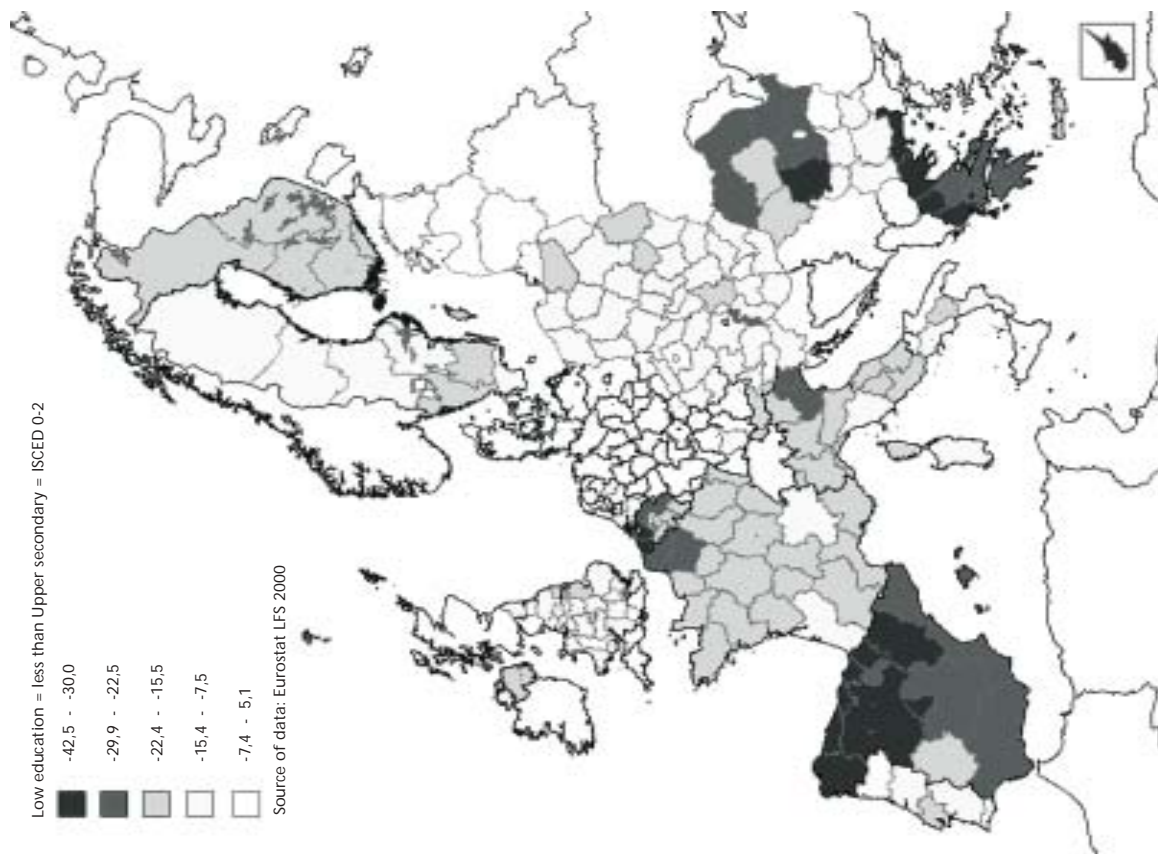 Low education = less than Upper secondary = ISCED 0-2
-42,5 - -30,0
-29,9 - -22,5
-22,4 - -15,5
-15,4 - -7,5
-7,4 - 5,1
Source of data: Eurostat LFS 2000